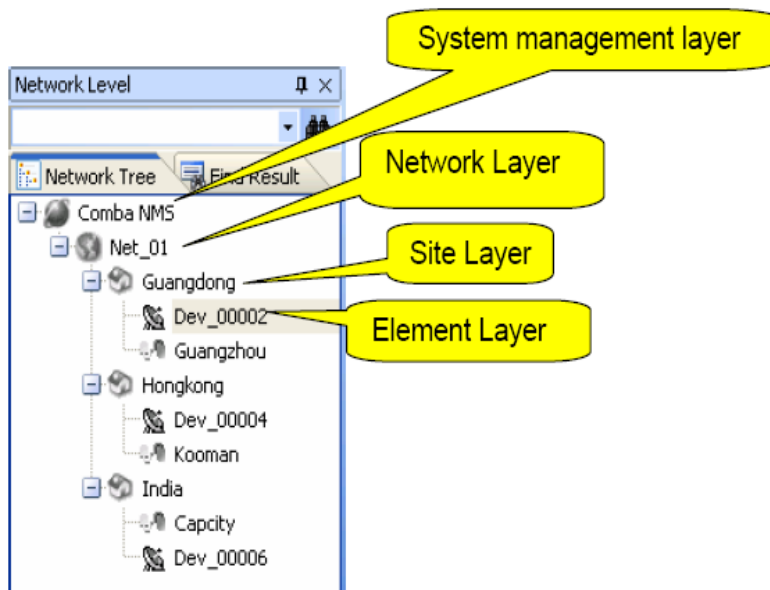 System management layer
Network Level
Network Tree
Find Result
Network Layer
Comba NMS
Net_01
Site Layer
Guangdong
Dev_00002
Element Layer
Guangzhou
Hongkong
Dev_00004
Kooman
India
Capcity
Dev_00006